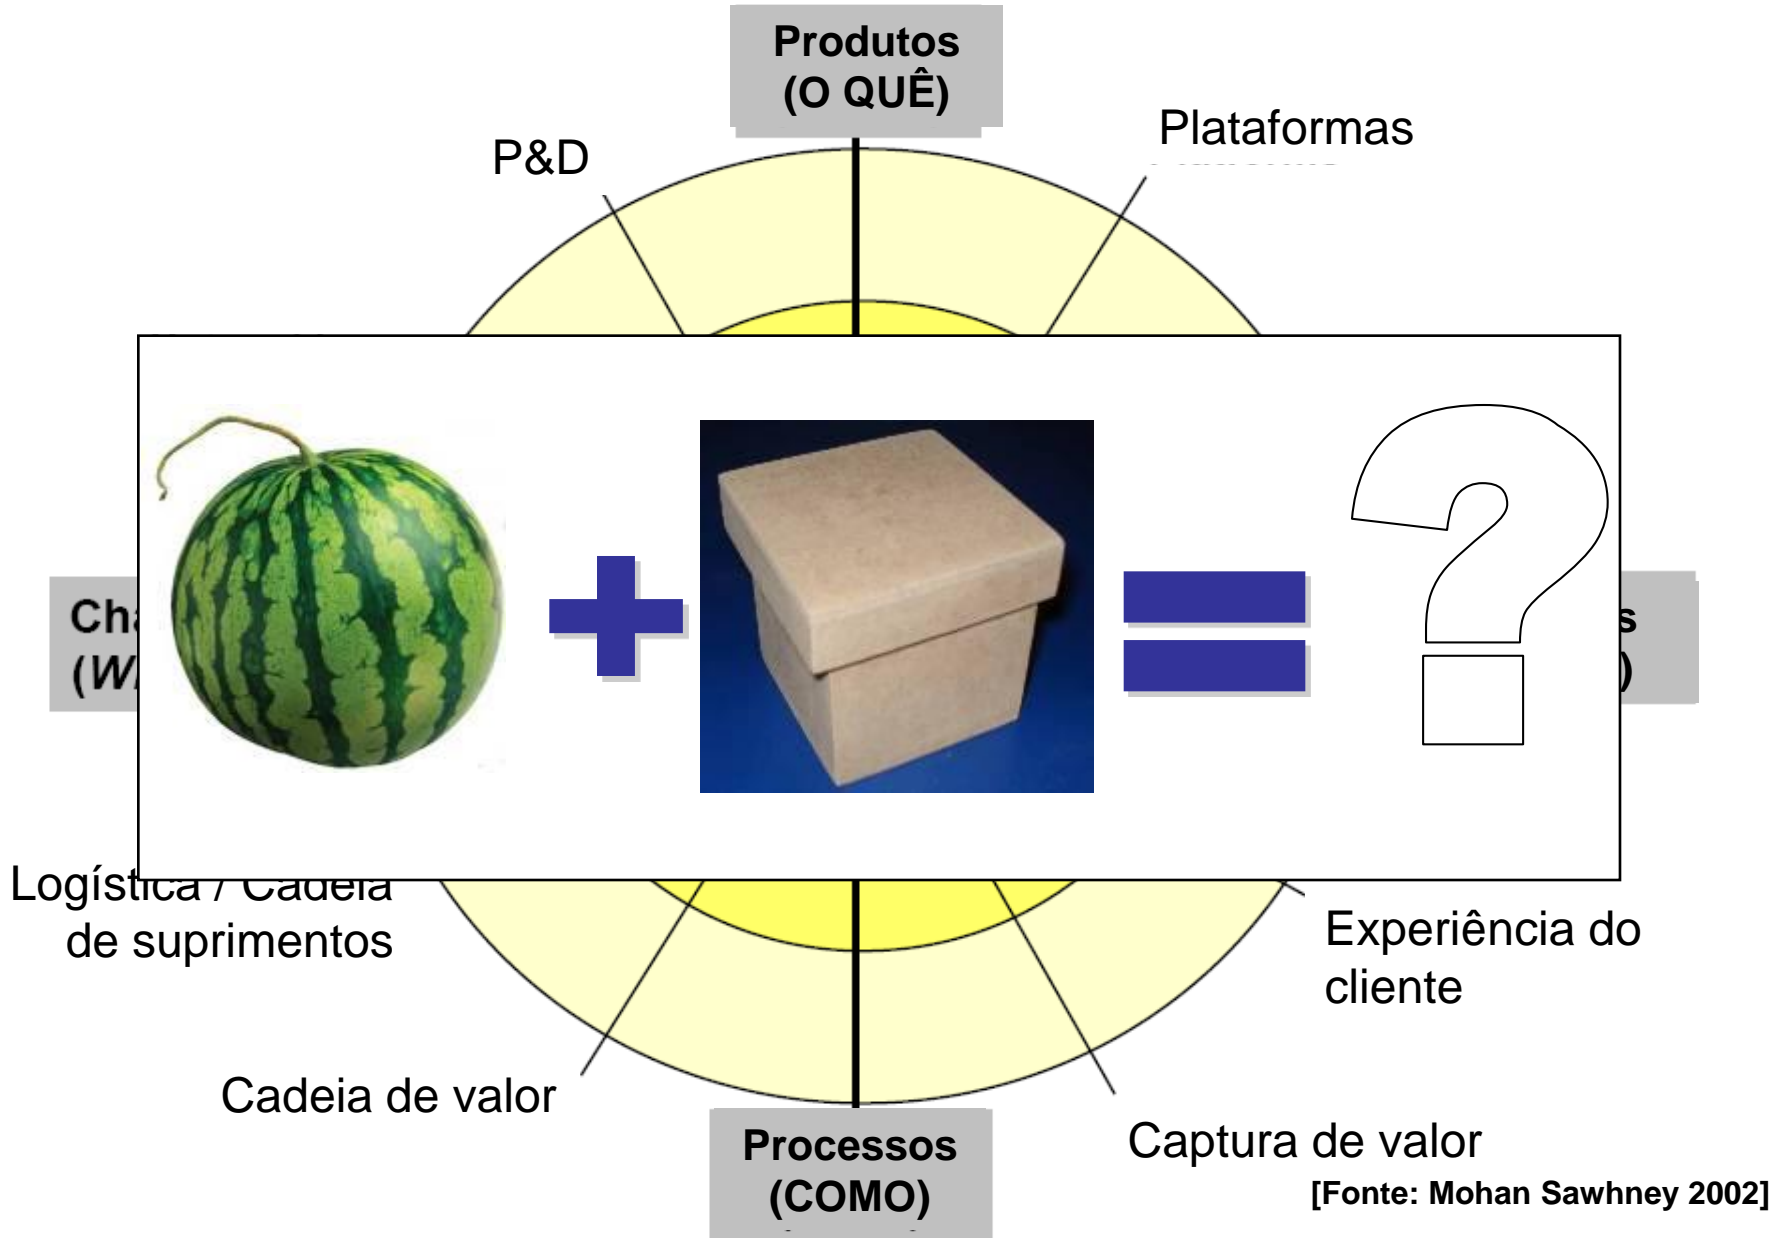 Produtos
(O QUÊ)
Plataformas
P&D
Logística / Cadeia
de suprimentos
Experiência do
cliente
Cadeia de valor
Processos
(COMO)
Captura de valor
[Fonte: Mohan Sawhney 2002]